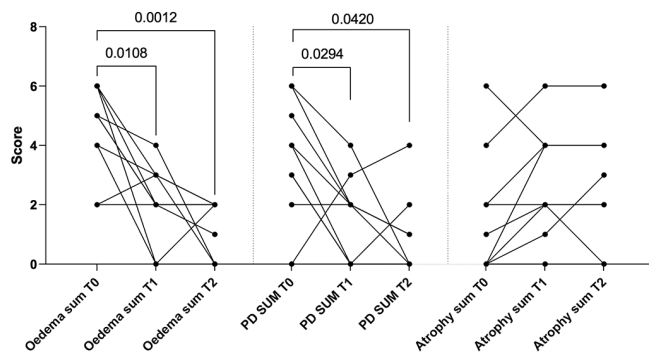 0.0012
0.0420
0.0108
0.0294
8
6
4
2
0
Score
Oedema sum T0
Oedema sum T1
Oedema sum T2
PD SUM T0
PD SUM T1
PD SUM T2
Atrophy sum T0
Atrophy sum T1
Atrophy sum T2